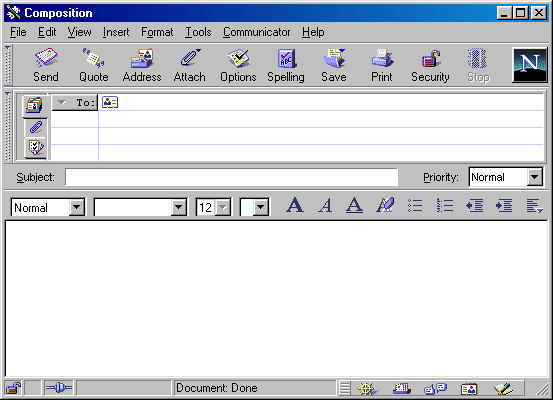 Composition
File Edit View Insert Format Tools Communicator Help
Send Quote Address Attach Options Spelling Save Print Security Stop N
To:
Subject: Priority: Normal
Normal 12 A A A A
Document: Done